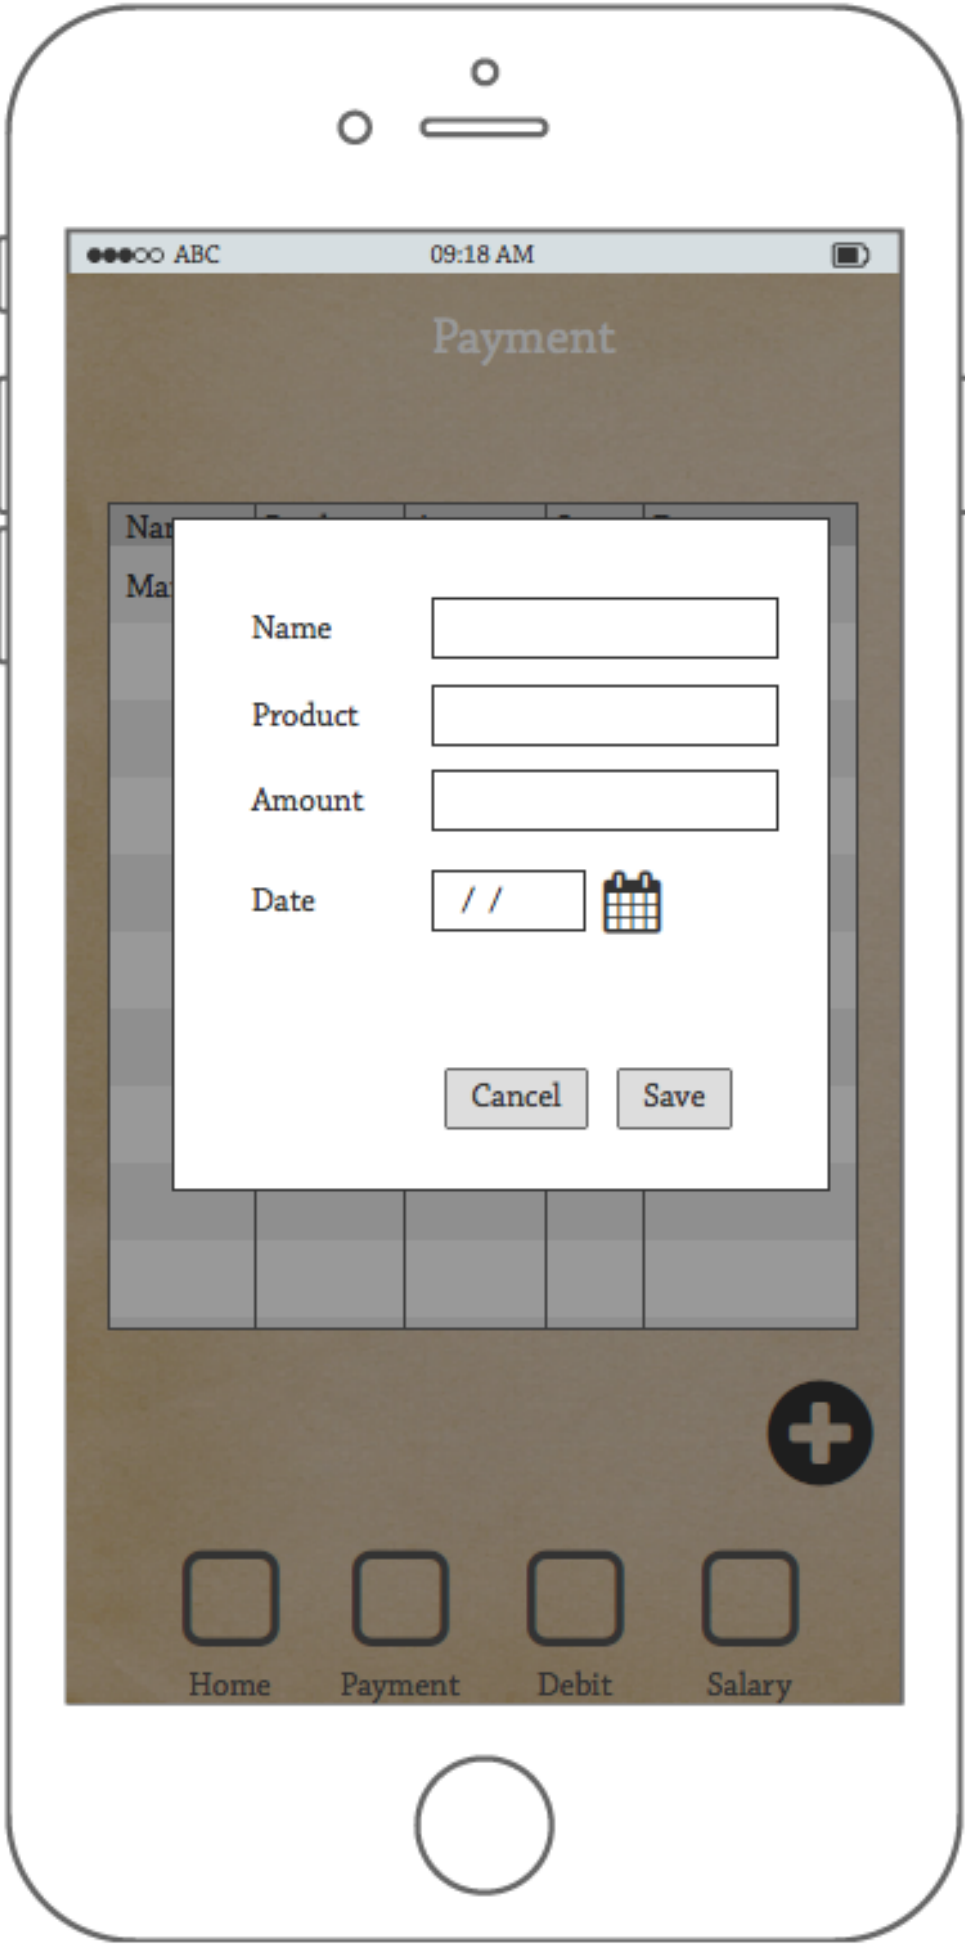 ABC 09:18 AM
Payment
Name
Product
Amount
Date / /
Cancel Save
Home Payment Debit Salary